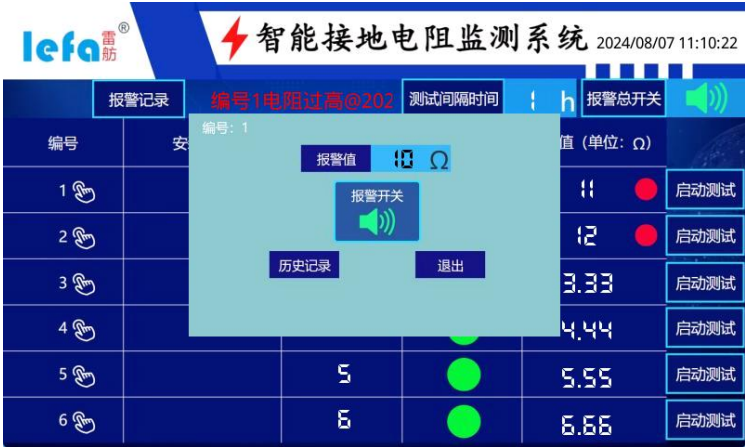 lefa雷舫®
智能接地电阻监测系统 2024/08/07 11:10:22
报警记录 编号1电阻过高@202 测试间隔时间 1 h 报警总开关
编号 安 值（单位：Ω）
编号：1
报警值 10 Ω
报警开关
历史记录 退出
1 11 启动测试
2 12 启动测试
3 3.33 启动测试
4 4.44 启动测试
5 5 5.55 启动测试
6 6 6.66 启动测试